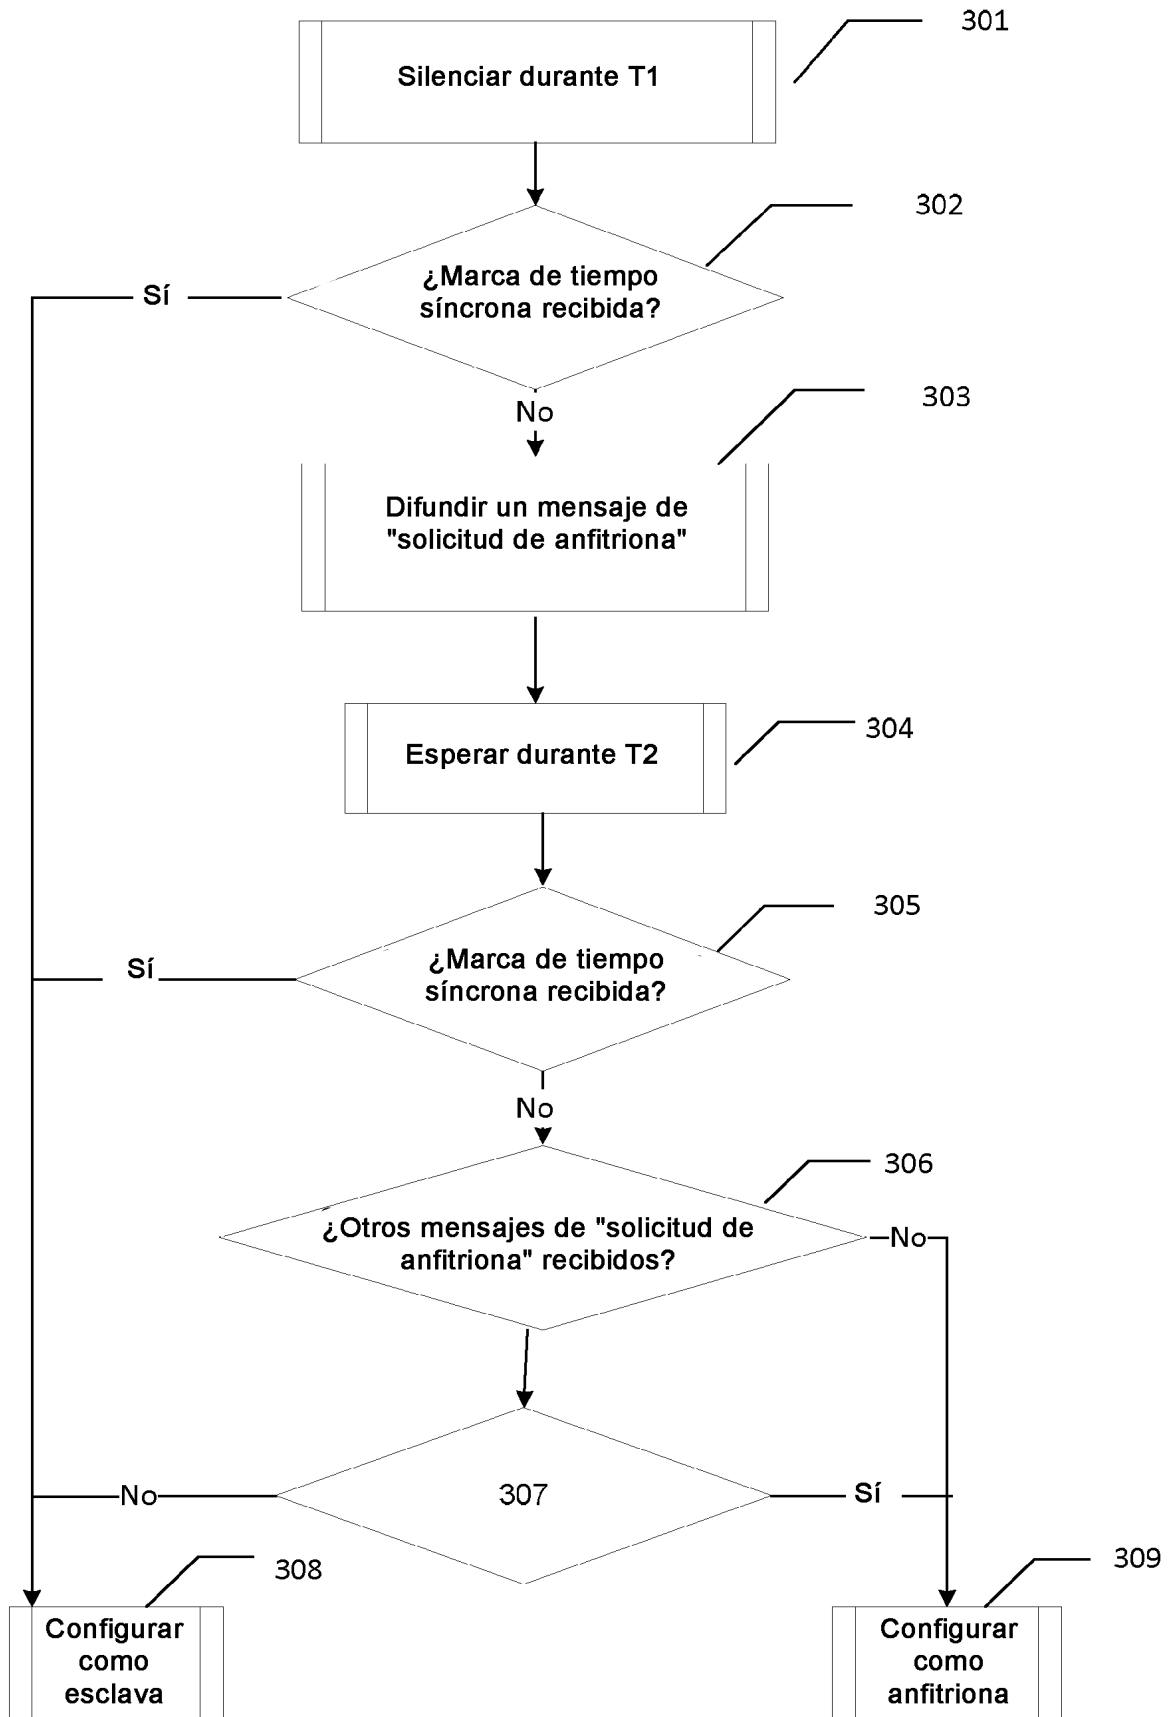 301
Silenciar durante T1
302
¿Marca de tiempo
síncrona recibida?
Sí
No
303
Difundir un mensaje de
"solicitud de anfitriona"
304
Esperar durante T2
305
¿Marca de tiempo
síncrona recibida?
Sí
No
306
¿Otros mensajes de "solicitud de
anfitriona" recibidos?
No
307
No
Sí
308
309
Configurar
como
esclava
Configurar
como
anfitriona